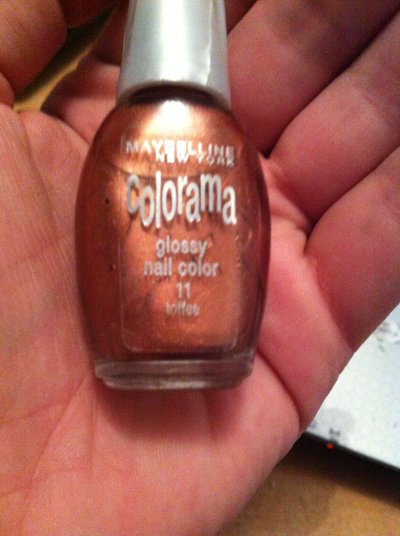 MAYBELLINE
NEW YORK
colorama
glossy
nail color
11
toffee